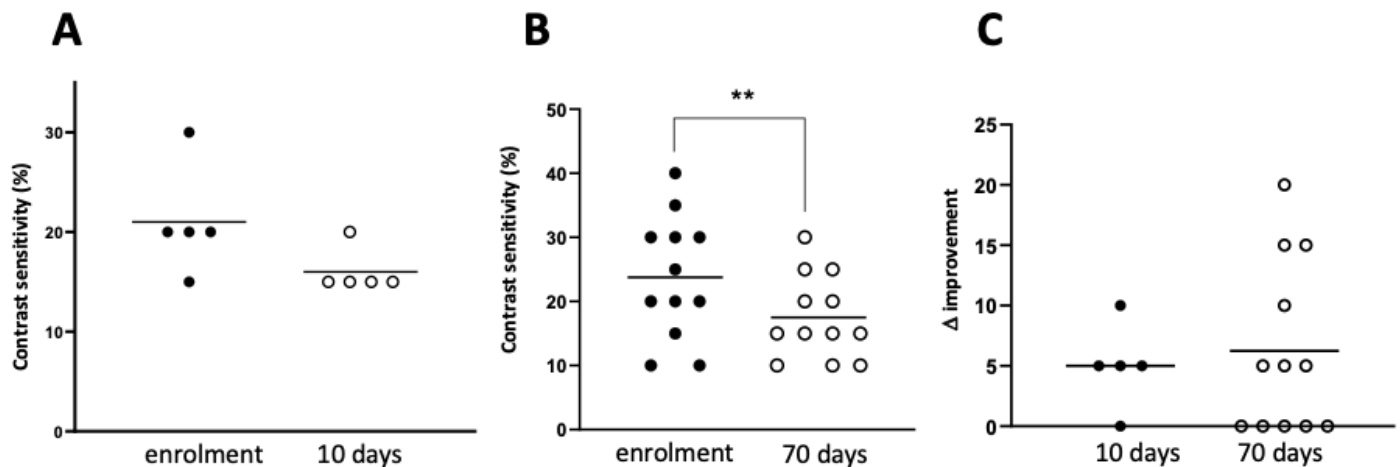 A
Contrast sensitivity (%)
30
20
10
0
enrolment 10 days
B
Contrast sensitivity (%)
**
50
40
30
20
10
0
enrolment 70 days
C
Δ improvement
25
20
15
10
5
0
10 days 70 days